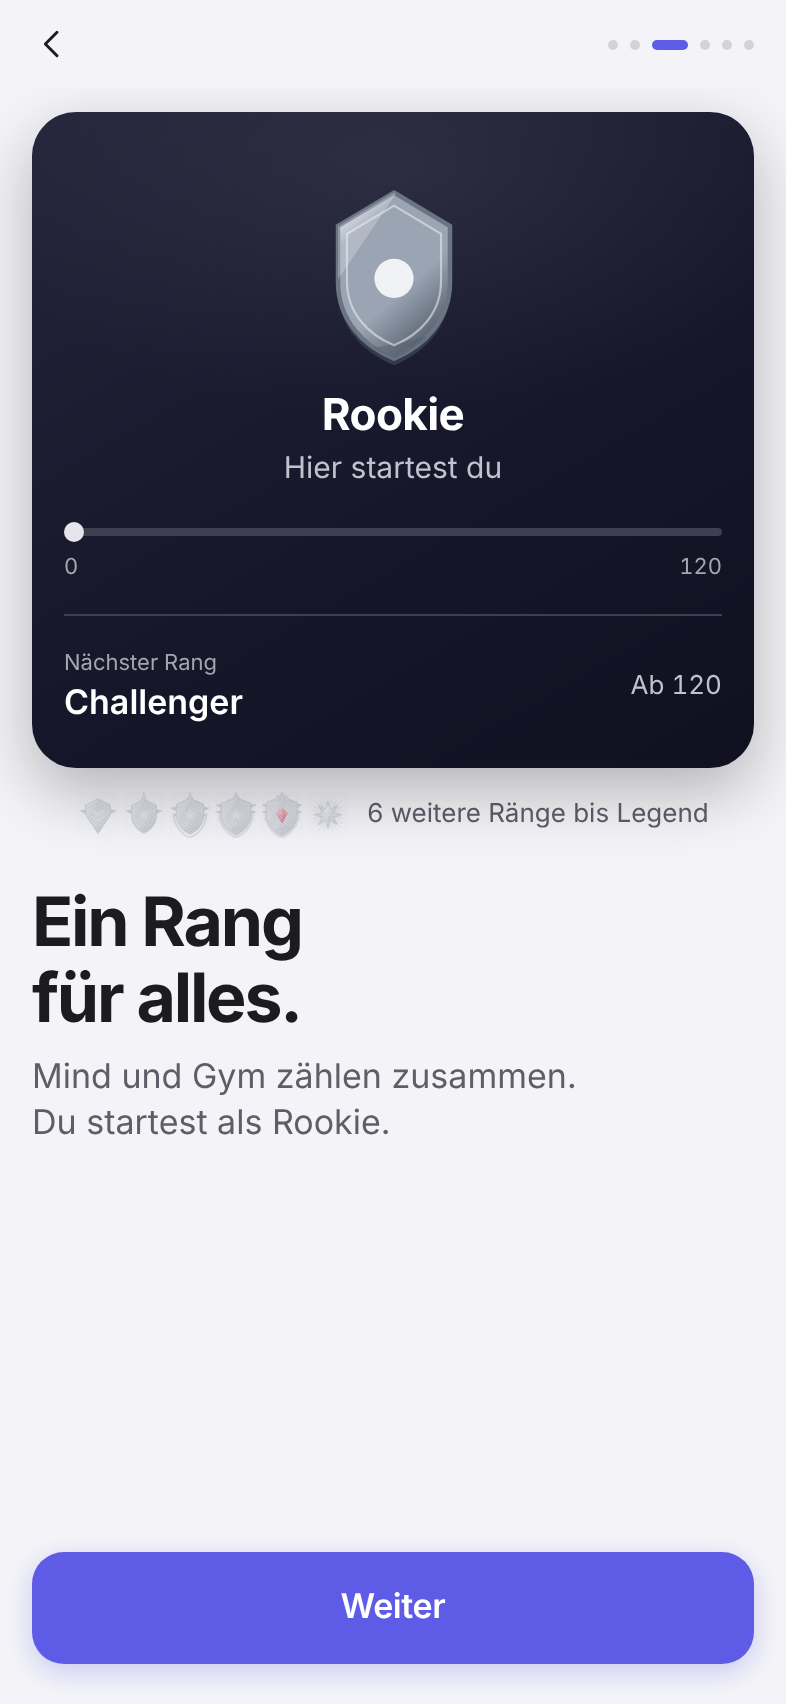 Rookie
Hier startest du
0
120
Nächster Rang
Challenger
Ab 120
6 weitere Ränge bis Legend
Ein Rang
für alles.
Mind und Gym zählen zusammen.
Du startest als Rookie.
Weiter